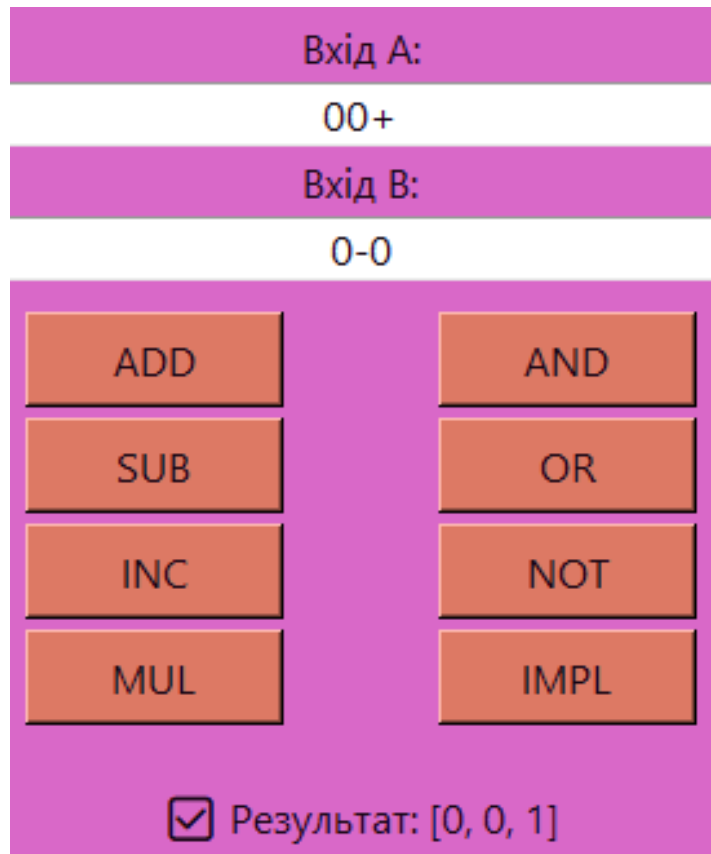 Вхід A:
00+
Вхід B:
0-0
ADD AND
SUB OR
INC NOT
MUL IMPL
Результат: [0, 0, 1]